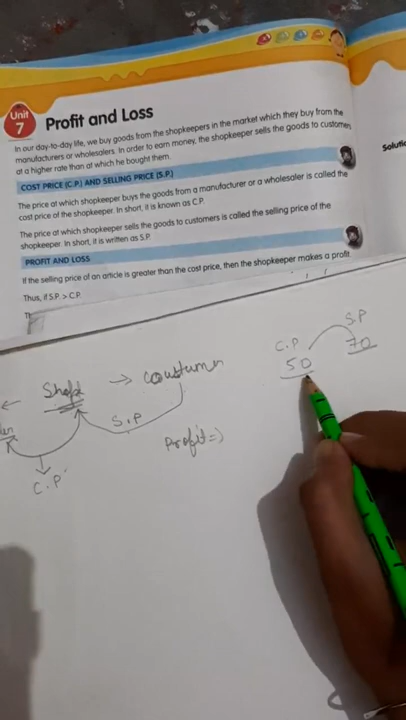 Unit
7
Profit and Loss
In our day-to-day life, we buy goods from the shopkeepers in the market which they buy from the
manufacturers or wholesalers. In order to earn money, the shopkeeper sells the goods to customers
at a higher rate than at which he bought them.
COST PRICE (C.P.) AND SELLING PRICE (S.P.)
The price at which shopkeeper buys the goods from a manufacturer or a wholesaler is called the
cost price of the shopkeeper. In short, it is known as C.P.
The price at which shopkeeper sells the goods to customers is called the selling price of the
shopkeeper. In short, it is written as S.P.
PROFIT AND LOSS
If the selling price of an article is greater than the cost price, then the shopkeeper makes a profit.
Thus, if S.P. > C.P.
S.P
C.P
70
50
Shop → coustumer
S.P
Profit ⇒
C.P